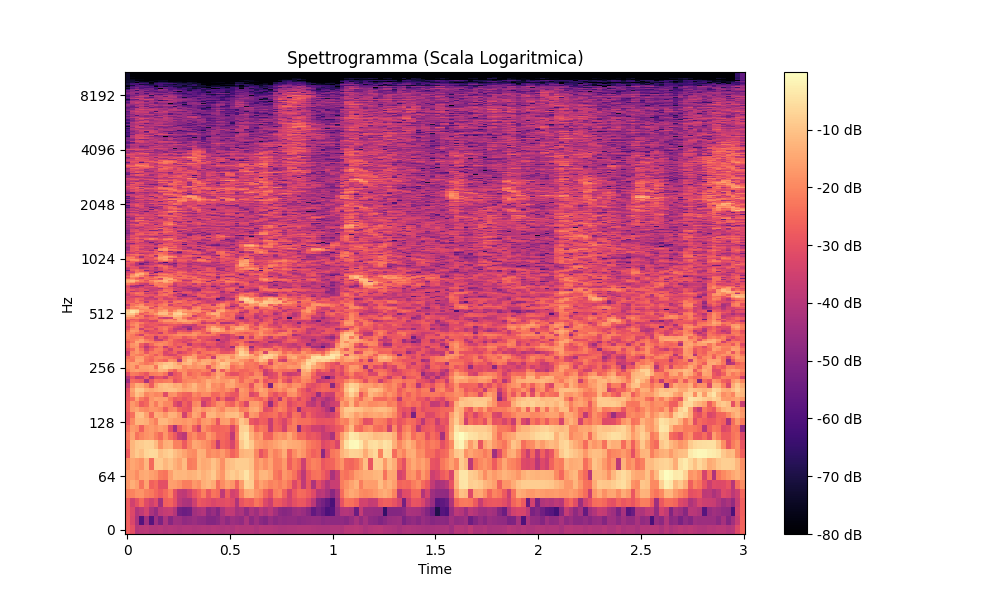 Spettrogramma (Scala Logaritmica)
Hz
8192
4096
2048
1024
512
256
128
64
0
0 0.5 1 1.5 2 2.5 3
Time
-10 dB
-20 dB
-30 dB
-40 dB
-50 dB
-60 dB
-70 dB
-80 dB